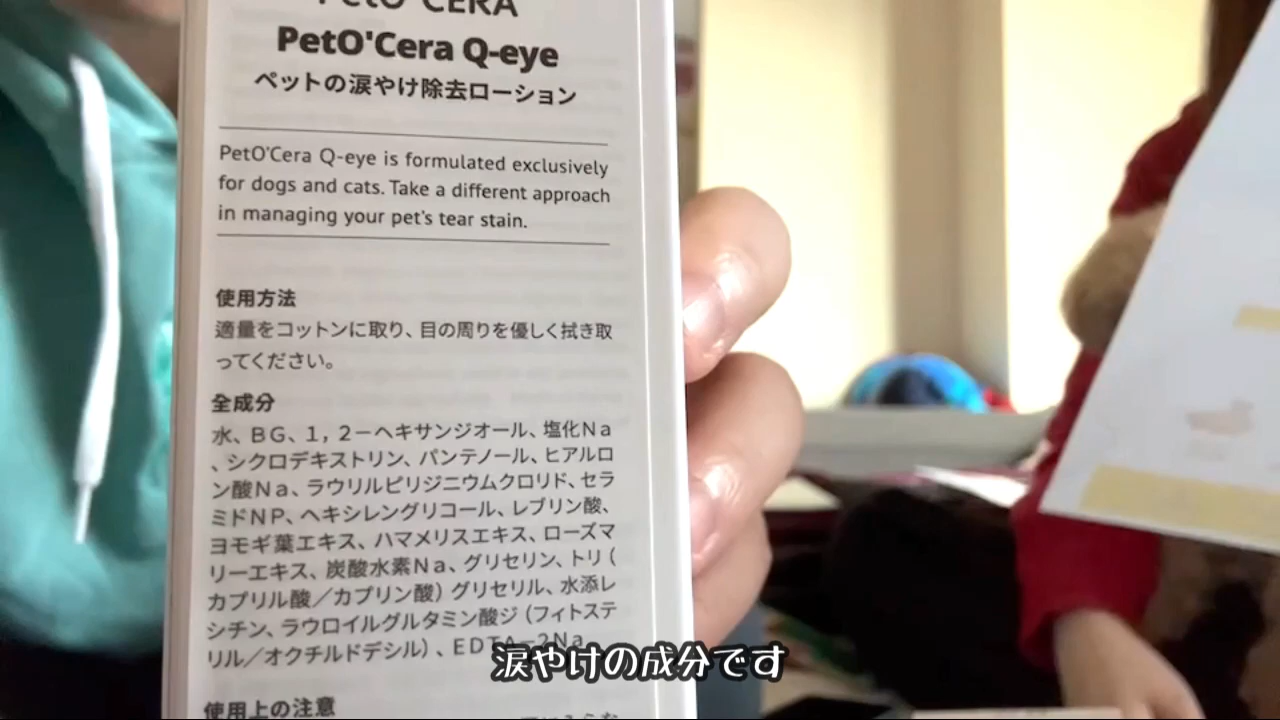 PetO'CERA
PetO'Cera Q-eye
ペットの涙やけ除去ローション
PetO'Cera Q-eye is formulated exclusively
for dogs and cats. Take a different approach
in managing your pet's tear stain.
使用方法
適量をコットンに取り、目の周りを優しく拭き取
ってください。
全成分
水、BG、1，2－ヘキサンジオール、塩化Na
、シクロデキストリン、パンテノール、ヒアルロ
ン酸Na、ラウリルピリジニウムクロリド、セラ
ミドNP、ヘキシレングリコール、レブリン酸、
ヨモギ葉エキス、ハマメリスエキス、ローズマ
リーエキス、炭酸水素Na、グリセリン、トリ（
カプリル酸／カプリン酸）グリセリル、水添レ
シチン、ラウロイルグルタミン酸ジ（フィトステ
リル／オクチルドデシル）、EDTA－2Na
涙やけの成分です
使用上の注意